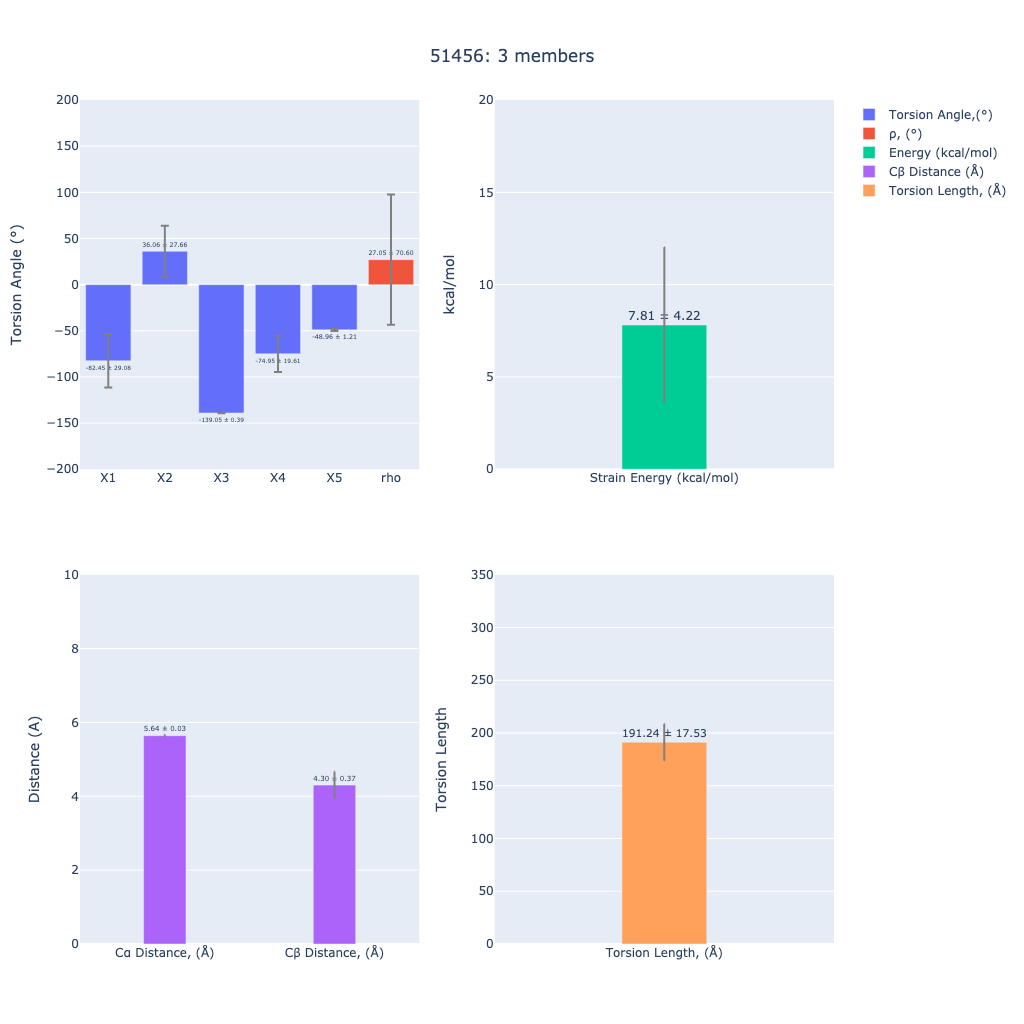 51456: 3 members
Torsion Angle (°)
200
150
100
50
0
−50
−100
−150
−200
-82.45 ± 29.08
36.06 ± 27.66
-139.05 ± 0.39
-74.95 ± 19.61
-48.96 ± 1.21
27.05 ± 70.60
X1 X2 X3 X4 X5 rho
kcal/mol
20
15
10
5
0
7.81 ± 4.22
Strain Energy (kcal/mol)
Torsion Angle,(°)
ρ, (°)
Energy (kcal/mol)
Cβ Distance (Å)
Torsion Length, (Å)
Distance (A)
10
8
6
4
2
0
5.64 ± 0.03
4.30 ± 0.37
Cα Distance, (Å) Cβ Distance, (Å)
Torsion Length
350
300
250
200
150
100
50
0
191.24 ± 17.53
Torsion Length, (Å)